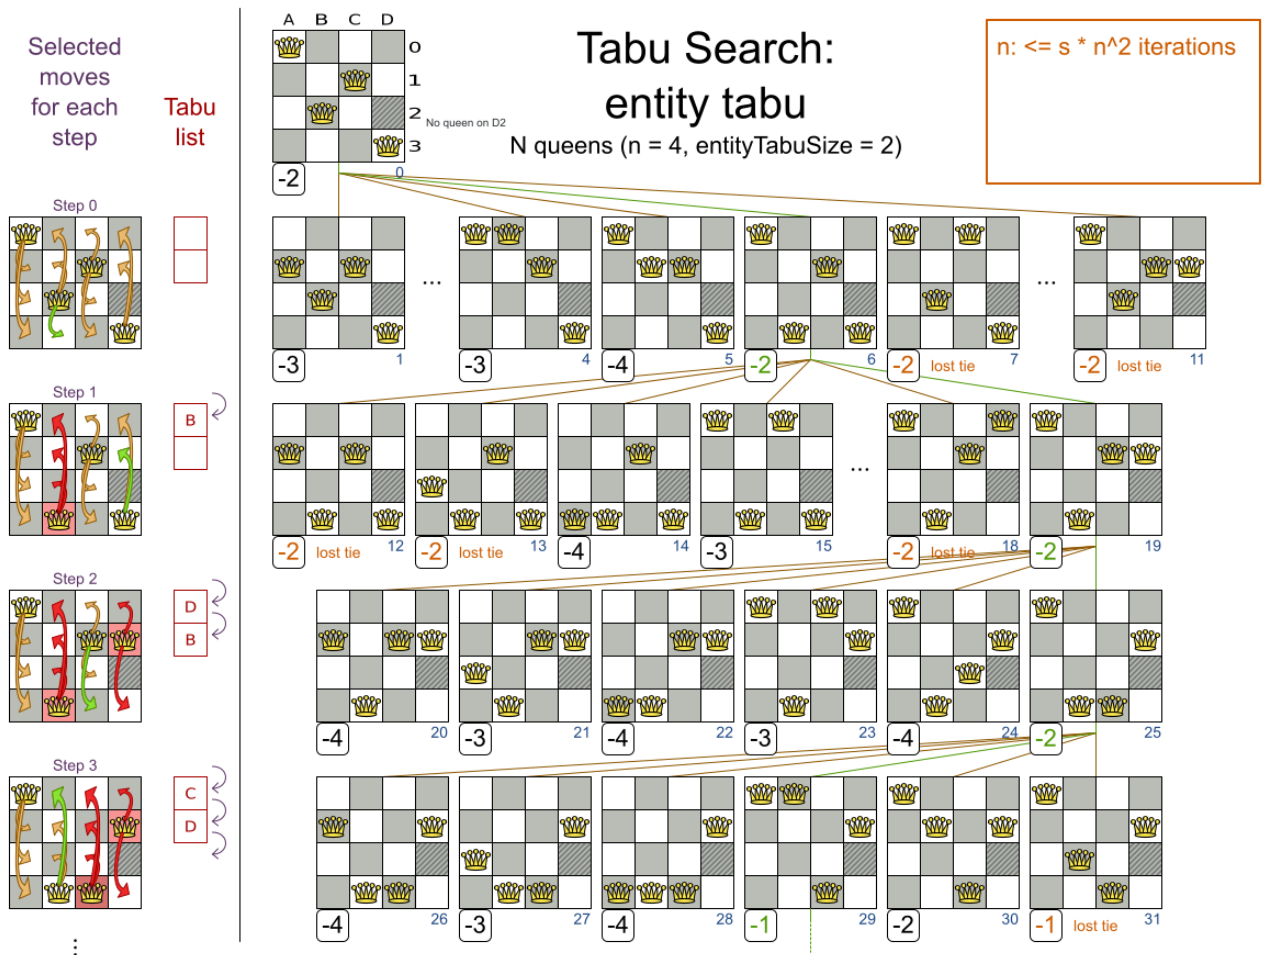 Selected
moves
for each
step
Tabu
list
A B C D
0
1
2
3
No queen on D2
-2
0
Tabu Search:
entity tabu
N queens (n = 4, entityTabuSize = 2)
n: <= s * n^2 iterations
Step 0
...
...
-3 1
-3 4
-4 5
-2 6
-2 lost tie 7
-2 lost tie 11
Step 1
B
...
-2 lost tie 12
-2 lost tie 13
-4 14
-3 15
-2 lost tie 18
-2 19
Step 2
D
B
-4 20
-3 21
-4 22
-3 23
-4 24
-2 25
Step 3
C
D
-4 26
-3 27
-4 28
-1 29
-2 30
-1 lost tie 31
...